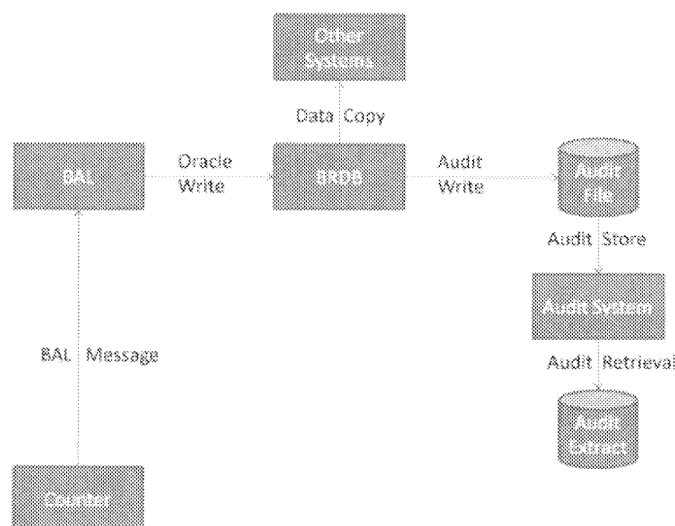 Other
Systems
Data Copy
BAL
Oracle
Write
BRDB
Audit
Write
Audit
File
Audit Store
Audit System
BAL Message
Audit Retrieval
Audit
Extract
Counter